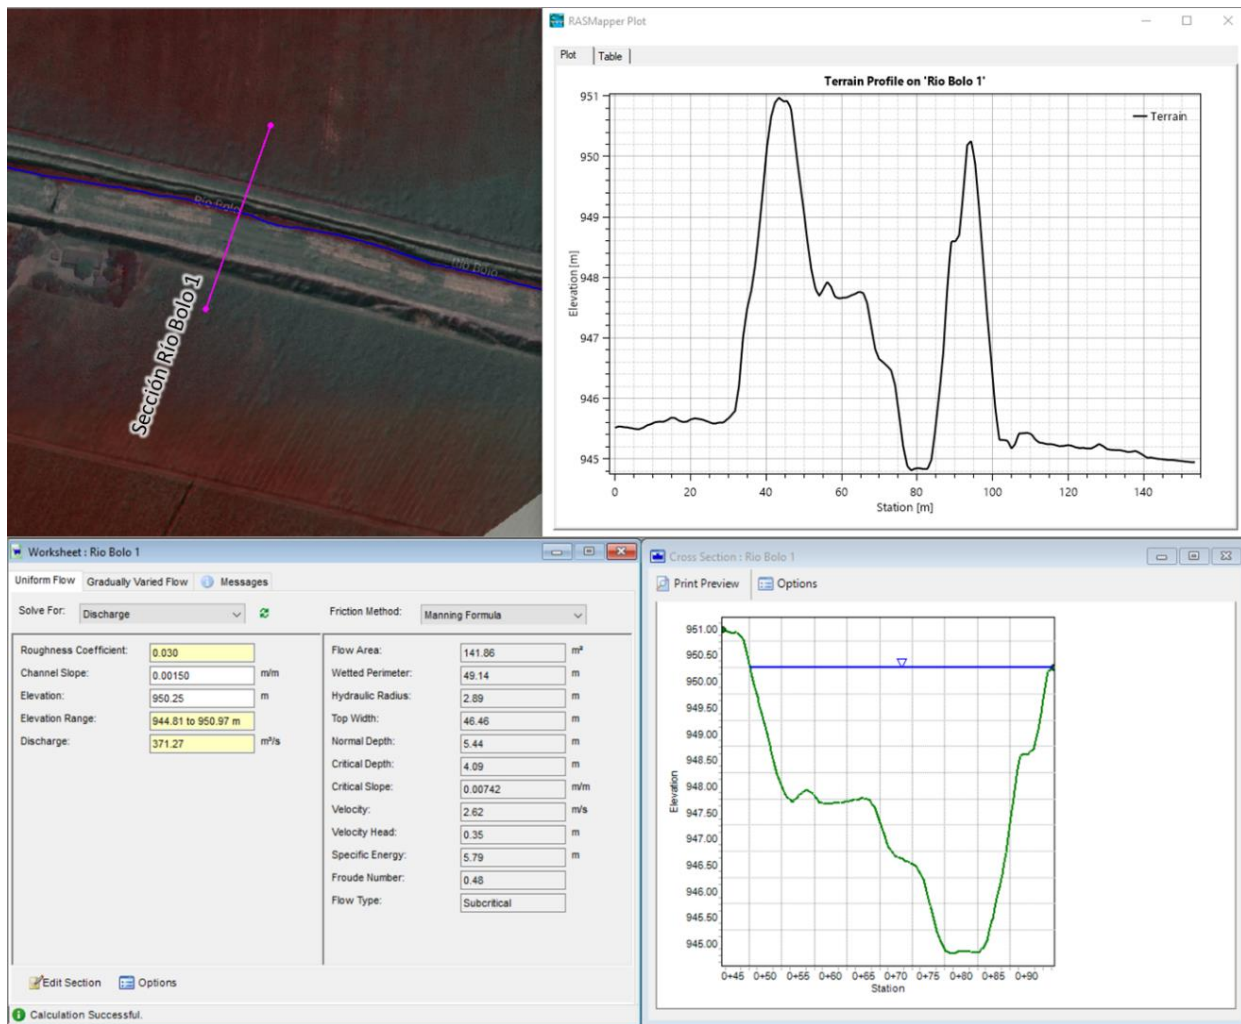 Río Bolo
Río Bolo
Sección Río Bolo 1
RASMapper Plot
Plot
Table
Terrain Profile on 'Rio Bolo 1'
Terrain
951
950
949
948
947
946
945
Elevation [m]
0
20
40
60
80
100
120
140
Station [m]
Worksheet : Rio Bolo 1
Uniform Flow
Gradually Varied Flow
Messages
Solve For:
Discharge
Friction Method:
Manning Formula
Roughness Coefficient:
0.030
Channel Slope:
0.00150
m/m
Elevation:
950.25
m
Elevation Range:
944.81 to 950.97 m
Discharge:
371.27
m³/s
Flow Area:
141.86
m²
Wetted Perimeter:
49.14
m
Hydraulic Radius:
2.89
m
Top Width:
46.46
m
Normal Depth:
5.44
m
Critical Depth:
4.09
m
Critical Slope:
0.00742
m/m
Velocity:
2.62
m/s
Velocity Head:
0.35
m
Specific Energy:
5.79
m
Froude Number:
0.48
Flow Type:
Subcritical
Edit Section
Options
Calculation Successful.
Cross Section : Rio Bolo 1
Print Preview
Options
951.00
950.50
950.00
949.50
949.00
948.50
948.00
947.50
947.00
946.50
946.00
945.50
945.00
Elevation
0+45
0+50
0+55
0+60
0+65
0+70
0+75
0+80
0+85
0+90
Station